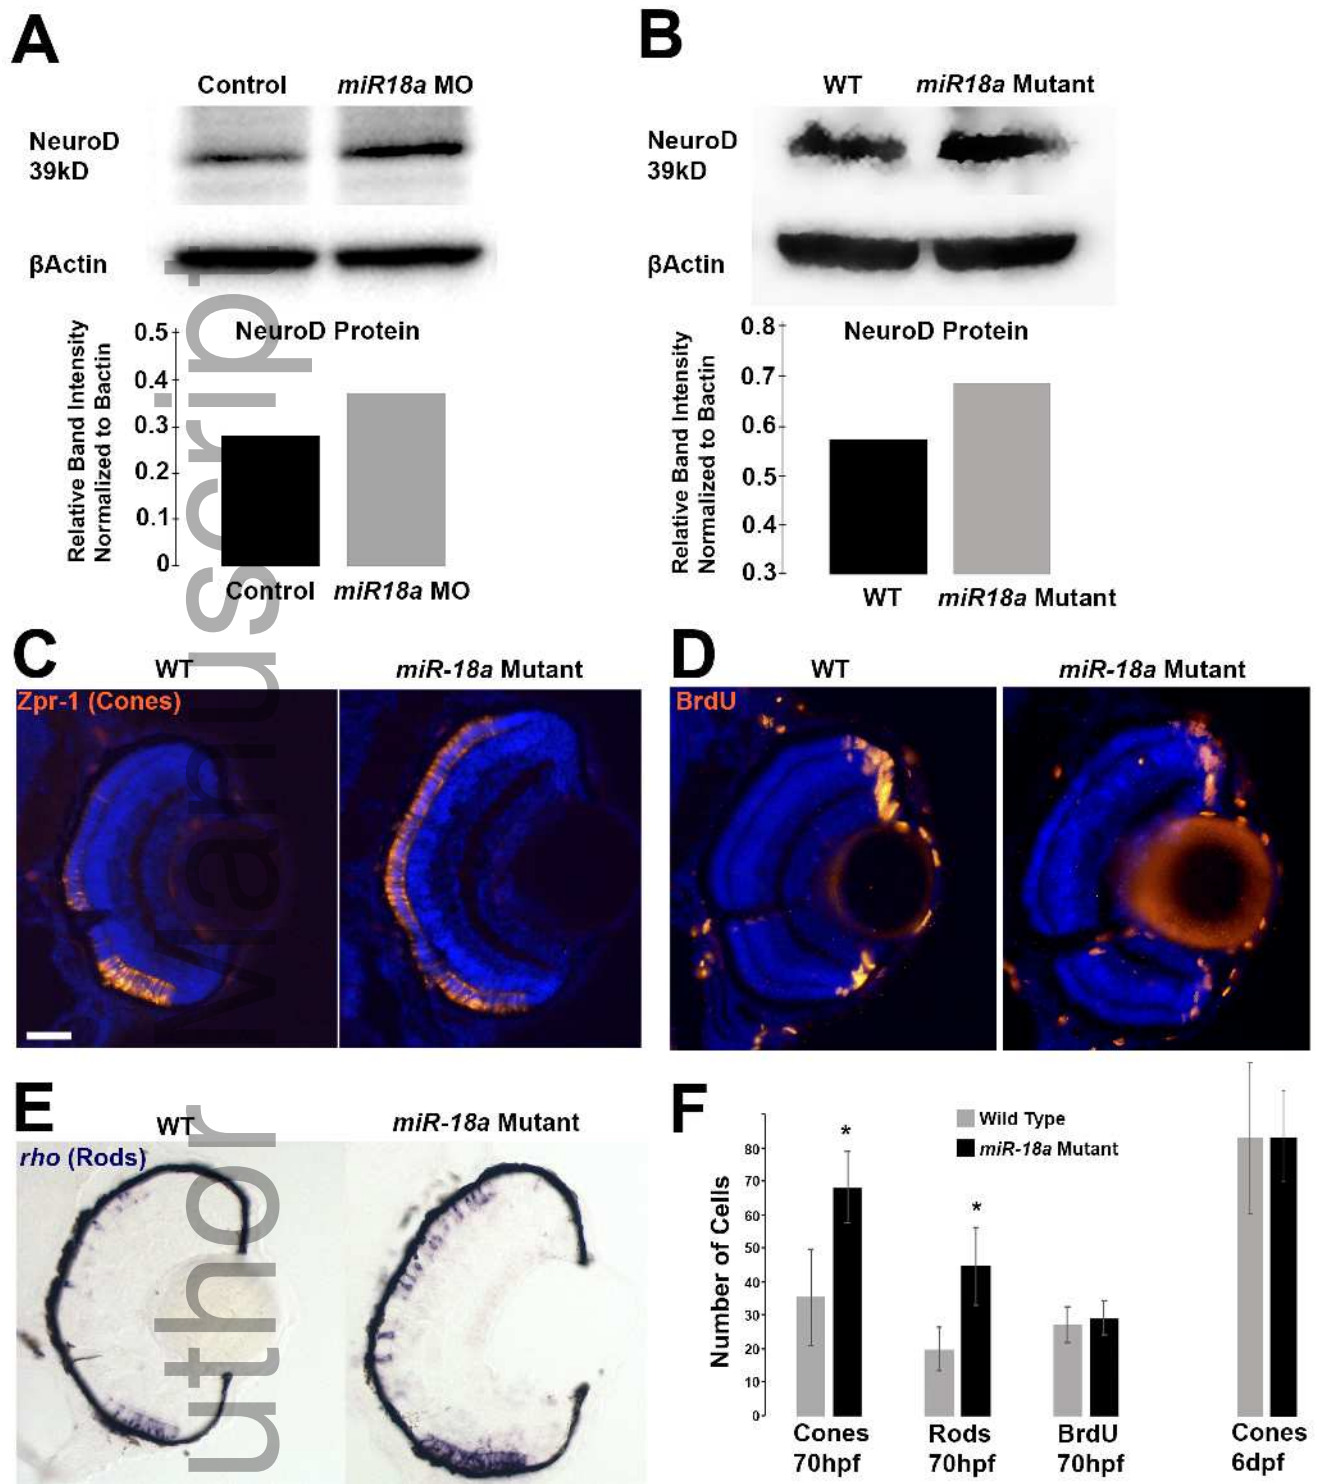 A
Control miR18a MO
NeuroD
39kD
βActin
NeuroD Protein
Relative Band Intensity
Normalized to Bactin
0.5
0.4
0.3
0.2
0.1
0
Control miR18a MO
B
WT miR18a Mutant
NeuroD
39kD
βActin
NeuroD Protein
Relative Band Intensity
Normalized to Bactin
0.8
0.7
0.6
0.5
0.4
0.3
WT miR18a Mutant
C
WT miR-18a Mutant
Zpr-1 (Cones)
D
WT miR-18a Mutant
BrdU
E
WT miR-18a Mutant
rho (Rods)
F
Wild Type
miR-18a Mutant
Number of Cells
80
70
60
50
40
30
20
10
0
* *
Cones Rods BrdU Cones
70hpf 70hpf 70hpf 6dpf
uthor Manuscript